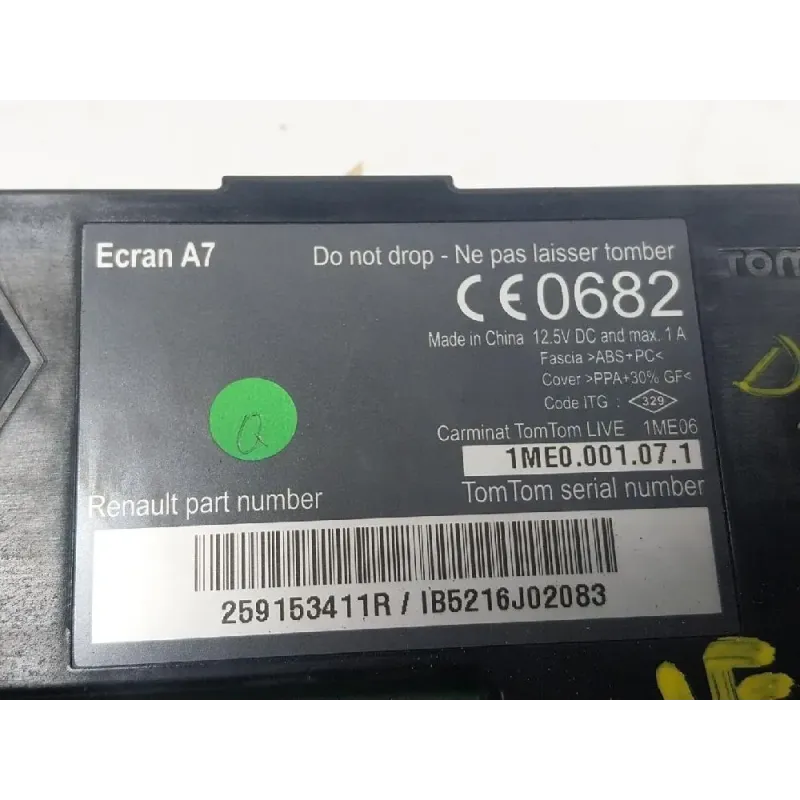 Ecran A7
Do not drop - Ne pas laisser tomber
CE 0682
Made in China 12.5V DC and max. 1 A
Fascia >ABS+PC<
Cover >PPA+30% GF<
Code ITG : 329
Carminat TomTom LIVE 1ME06
1ME0.001.07.1
Renault part number
TomTom serial number
259153411R / IB5216J02083
Q